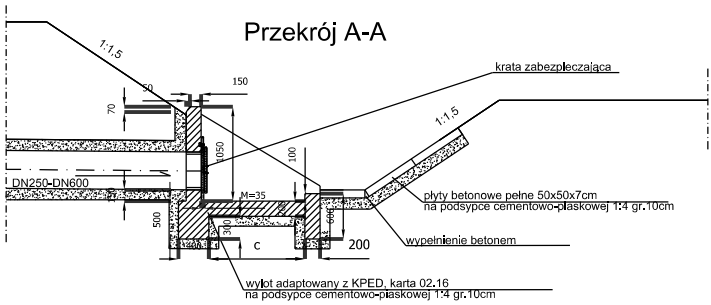 Przekrój A-A
1:1,5
50
150
krata zabezpieczająca
70
1050
1:1,5
100
DN250-DN600
M=35
płyty betonowe pełne 50x50x7cm
na podsypce cementowo-piaskowej 1:4 gr.10cm
500
300
c
600
200
wypełnienie betonem
wylot adaptowany z KPED, karta 02.16
na podsypce cementowo-piaskowej 1:4 gr.10cm